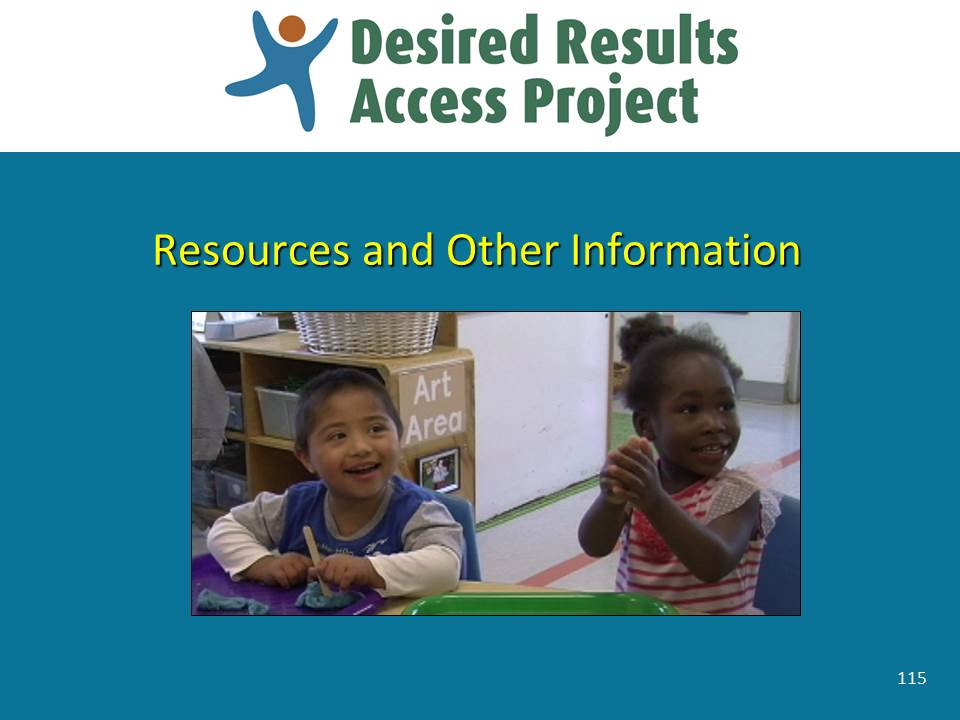 Desired Results
Access Project
Resources and Other Information
Art
Area
115